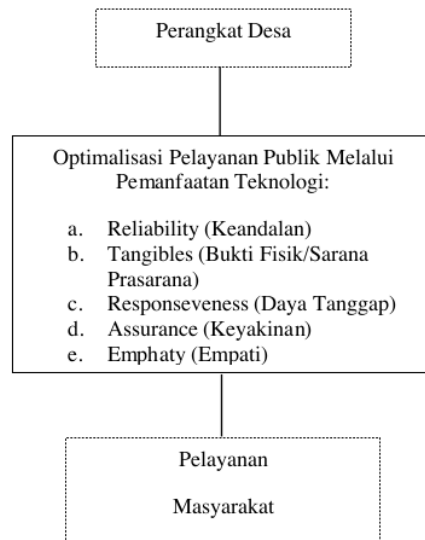 Perangkat Desa
Optimalisasi Pelayanan Publik Melalui
Pemanfaatan Teknologi:
a. Reliability (Keandalan)
b. Tangibles (Bukti Fisik/Sarana
Prasarana)
c. Responseveness (Daya Tanggap)
d. Assurance (Keyakinan)
e. Emphaty (Empati)
Pelayanan
Masyarakat